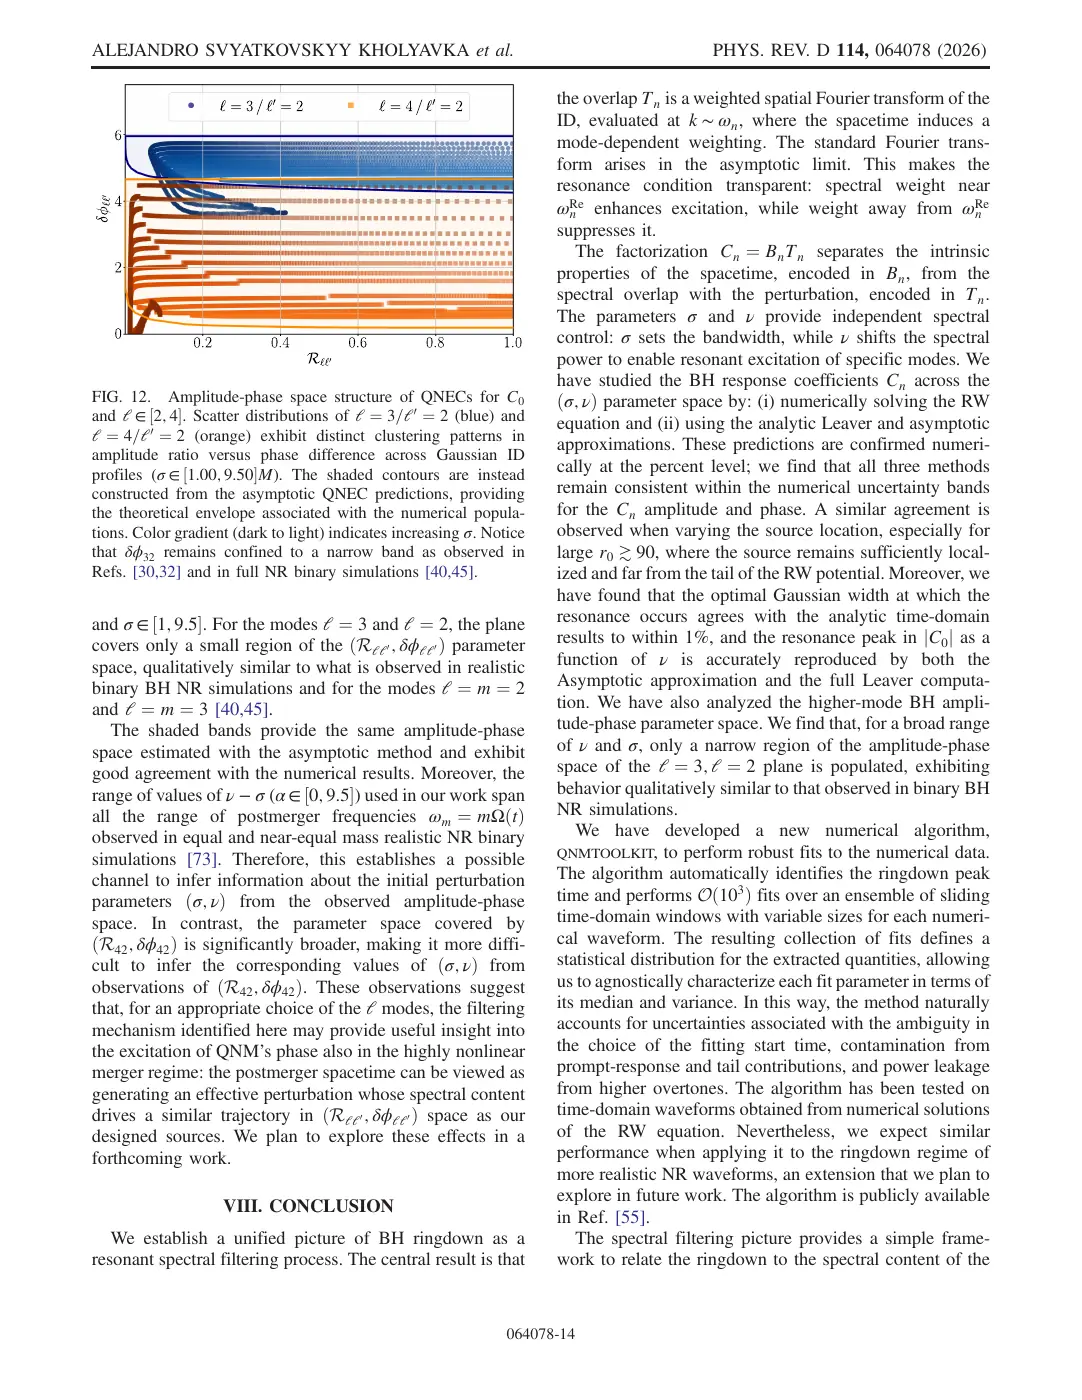 ALEJANDRO SVYATKOVSKYY KHOLYAVKA et al.
PHYS. REV. D 114, 064078 (2026)
ℓ = 3 / ℓ′ = 2
ℓ = 4 / ℓ′ = 2
6
4
2
0
δϕℓℓ′
0.2 0.4 0.6 0.8 1.0
ℛℓℓ′
FIG. 12. Amplitude-phase space structure of QNECs for C₀
and ℓ ∈ [2, 4]. Scatter distributions of ℓ = 3/ℓ′ = 2 (blue) and
ℓ = 4/ℓ′ = 2 (orange) exhibit distinct clustering patterns in
amplitude ratio versus phase difference across Gaussian ID
profiles (σ ∈ [1.00, 9.50]M). The shaded contours are instead
constructed from the asymptotic QNEC predictions, providing
the theoretical envelope associated with the numerical popula-
tions. Color gradient (dark to light) indicates increasing σ. Notice
that δϕ₃₂ remains confined to a narrow band as observed in
Refs. [30,32] and in full NR binary simulations [40,45].
and σ ∈ [1, 9.5]. For the modes ℓ = 3 and ℓ = 2, the plane
covers only a small region of the (ℛℓℓ′, δϕℓℓ′) parameter
space, qualitatively similar to what is observed in realistic
binary BH NR simulations and for the modes ℓ = m = 2
and ℓ = m = 3 [40,45].
The shaded bands provide the same amplitude-phase
space estimated with the asymptotic method and exhibit
good agreement with the numerical results. Moreover, the
range of values of ν − σ (α ∈ [0, 9.5]) used in our work span
all the range of postmerger frequencies ωₘ = mΩ(t)
observed in equal and near-equal mass realistic NR binary
simulations [73]. Therefore, this establishes a possible
channel to infer information about the initial perturbation
parameters (σ, ν) from the observed amplitude-phase
space. In contrast, the parameter space covered by
(ℛ₄₂, δϕ₄₂) is significantly broader, making it more diffi-
cult to infer the corresponding values of (σ, ν) from
observations of (ℛ₄₂, δϕ₄₂). These observations suggest
that, for an appropriate choice of the ℓ modes, the filtering
mechanism identified here may provide useful insight into
the excitation of QNM's phase also in the highly nonlinear
merger regime: the postmerger spacetime can be viewed as
generating an effective perturbation whose spectral content
drives a similar trajectory in (ℛℓℓ′, δϕℓℓ′) space as our
designed sources. We plan to explore these effects in a
forthcoming work.
VIII. CONCLUSION
We establish a unified picture of BH ringdown as a
resonant spectral filtering process. The central result is that
the overlap Tₙ is a weighted spatial Fourier transform of the
ID, evaluated at k ∼ ωₙ, where the spacetime induces a
mode-dependent weighting. The standard Fourier trans-
form arises in the asymptotic limit. This makes the
resonance condition transparent: spectral weight near
ωₙᴿᵉ enhances excitation, while weight away from ωₙᴿᵉ
suppresses it.
The factorization Cₙ = BₙTₙ separates the intrinsic
properties of the spacetime, encoded in Bₙ, from the
spectral overlap with the perturbation, encoded in Tₙ.
The parameters σ and ν provide independent spectral
control: σ sets the bandwidth, while ν shifts the spectral
power to enable resonant excitation of specific modes. We
have studied the BH response coefficients Cₙ across the
(σ, ν) parameter space by: (i) numerically solving the RW
equation and (ii) using the analytic Leaver and asymptotic
approximations. These predictions are confirmed numeri-
cally at the percent level; we find that all three methods
remain consistent within the numerical uncertainty bands
for the Cₙ amplitude and phase. A similar agreement is
observed when varying the source location, especially for
large r₀ ≳ 90, where the source remains sufficiently local-
ized and far from the tail of the RW potential. Moreover, we
have found that the optimal Gaussian width at which the
resonance occurs agrees with the analytic time-domain
results to within 1%, and the resonance peak in |C₀| as a
function of ν is accurately reproduced by both the
Asymptotic approximation and the full Leaver computa-
tion. We have also analyzed the higher-mode BH ampli-
tude-phase parameter space. We find that, for a broad range
of ν and σ, only a narrow region of the amplitude-phase
space of the ℓ = 3, ℓ = 2 plane is populated, exhibiting
behavior qualitatively similar to that observed in binary BH
NR simulations.
We have developed a new numerical algorithm,
QNMTOOLKIT, to perform robust fits to the numerical data.
The algorithm automatically identifies the ringdown peak
time and performs 𝒪(10³) fits over an ensemble of sliding
time-domain windows with variable sizes for each numeri-
cal waveform. The resulting collection of fits defines a
statistical distribution for the extracted quantities, allowing
us to agnostically characterize each fit parameter in terms of
its median and variance. In this way, the method naturally
accounts for uncertainties associated with the ambiguity in
the choice of the fitting start time, contamination from
prompt-response and tail contributions, and power leakage
from higher overtones. The algorithm has been tested on
time-domain waveforms obtained from numerical solutions
of the RW equation. Nevertheless, we expect similar
performance when applying it to the ringdown regime of
more realistic NR waveforms, an extension that we plan to
explore in future work. The algorithm is publicly available
in Ref. [55].
The spectral filtering picture provides a simple frame-
work to relate the ringdown to the spectral content of the
064078-14